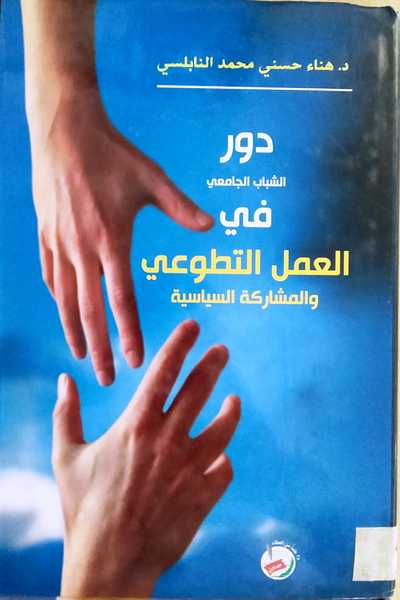 د. هناء حسني محمد النابلسي
دور
الشباب الجامعي
في
العمل التطوعي
والمشاركة السياسية